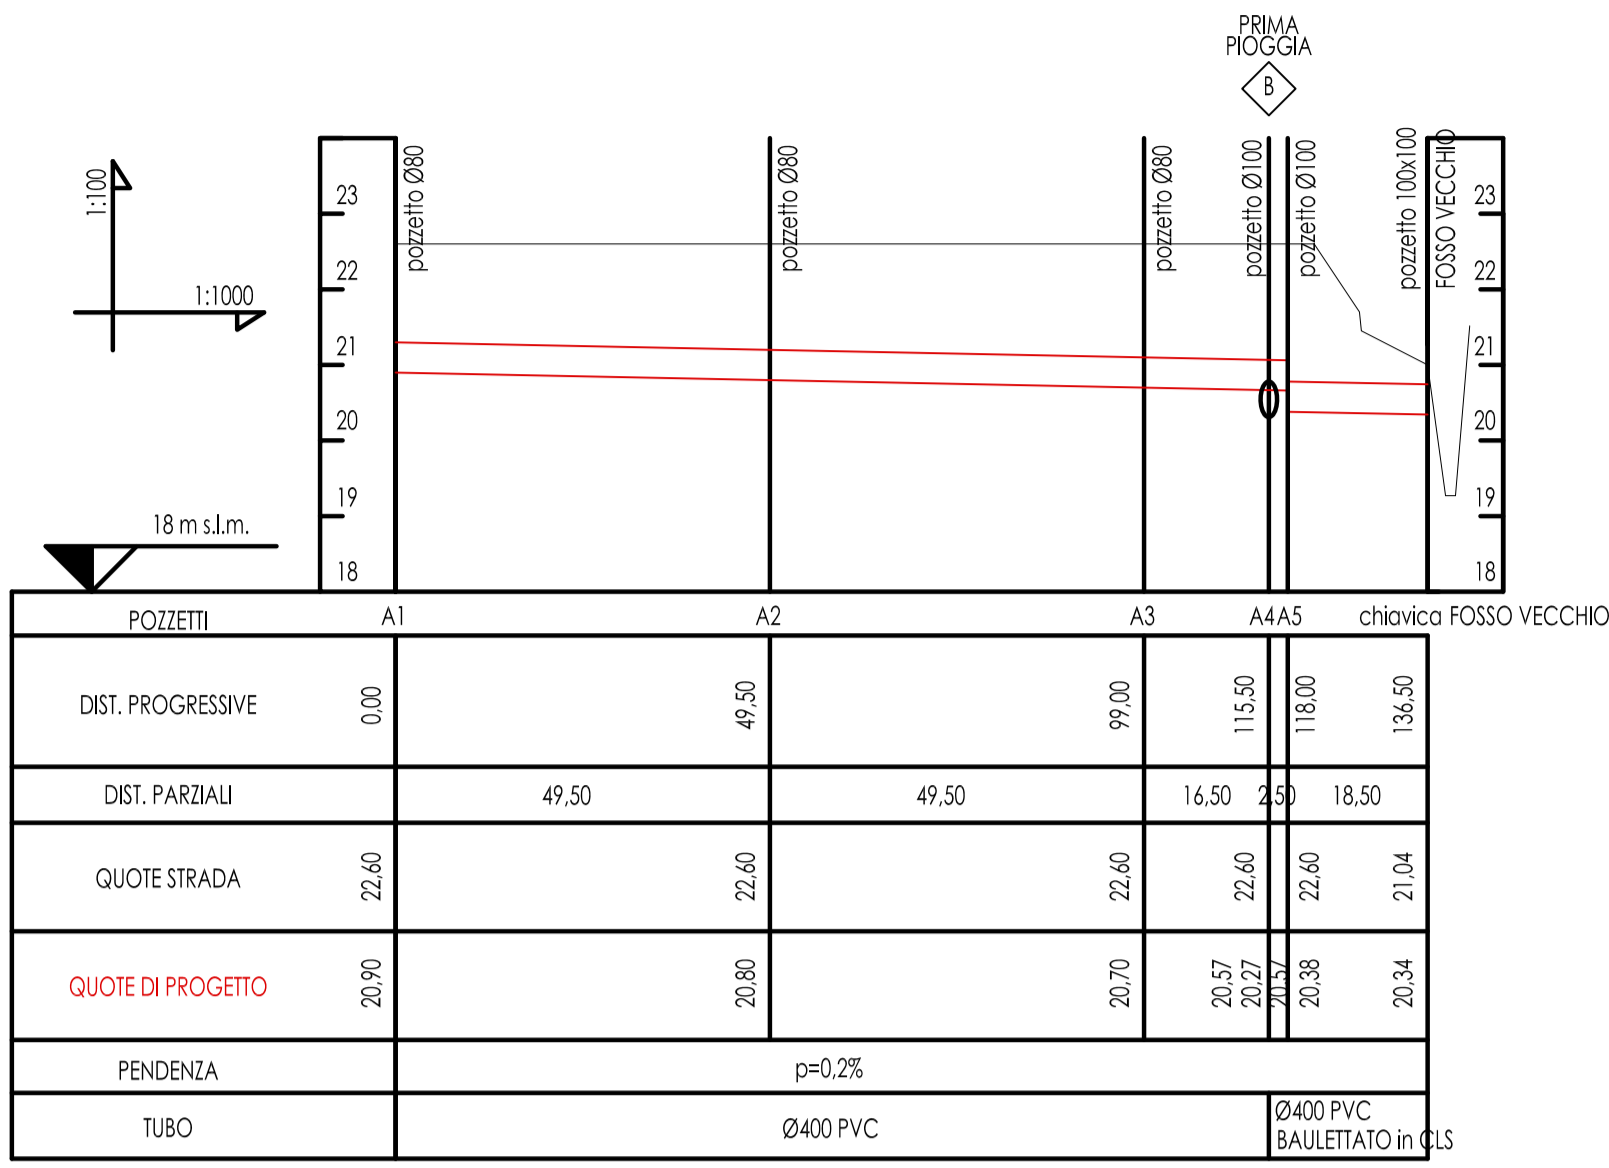 PRIMA
PIOGGIA
B
1:100
1:1000
18 m s.l.m.
23
22
21
20
19
18
pozzetto Ø80
pozzetto Ø80
pozzetto Ø80
pozzetto Ø100
pozzetto Ø100
pozzetto 100x100
FOSSO VECCHIO
23
22
21
20
19
18
POZZETTI A1 A2 A3 A4 A5 chiavica FOSSO VECCHIO
DIST. PROGRESSIVE 0,00 49,50 99,00 115,50 118,00 136,50
DIST. PARZIALI 49,50 49,50 16,50 2,50 18,50
QUOTE STRADA 22,60 22,60 22,60 22,60 22,60 21,04
QUOTE DI PROGETTO 20,90 20,80 20,70 20,57 20,27 20,57 20,38 20,34
PENDENZA p=0,2%
TUBO Ø400 PVC Ø400 PVC
BAULETTATO in CLS